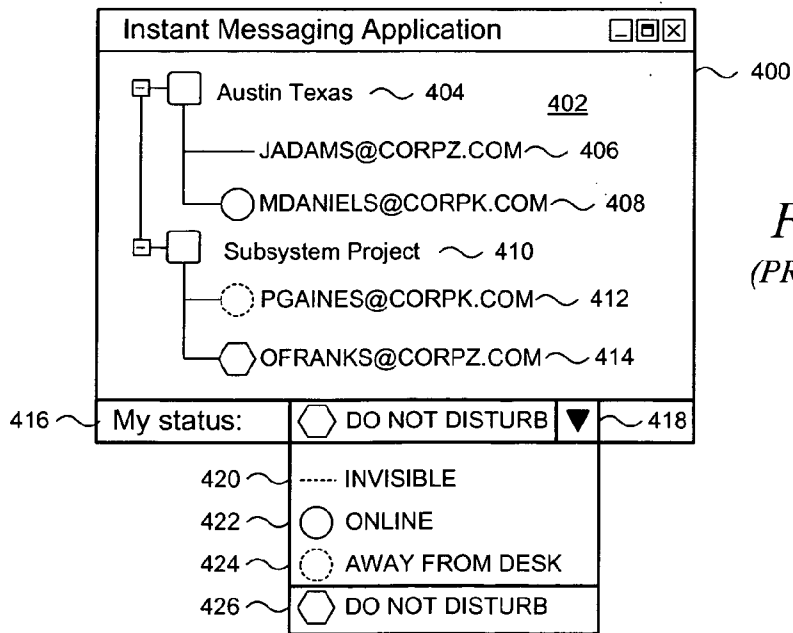 Instant Messaging Application
400
Austin Texas 404
402
JADAMS@CORPZ.COM 406
MDANIELS@CORPK.COM 408
Subsystem Project 410
PGAINES@CORPK.COM 412
OFRANKS@CORPZ.COM 414
416 My status: DO NOT DISTURB 418
420 INVISIBLE
422 ONLINE
424 AWAY FROM DESK
426 DO NOT DISTURB
F
(PR